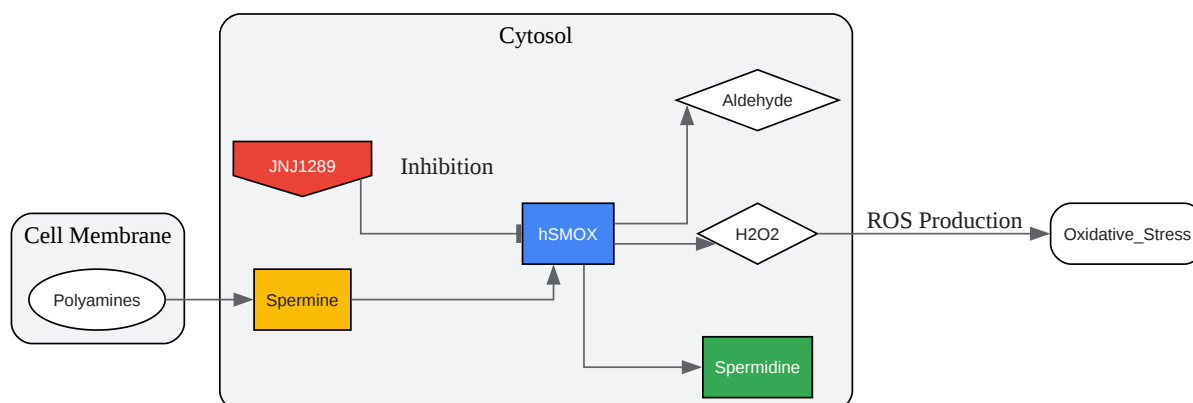 Cytosol
Aldehyde
JNJ1289
Inhibition
Cell Membrane
hSMOX
H2O2
ROS Production
Oxidative_Stress
Polyamines
Spermine
Spermidine